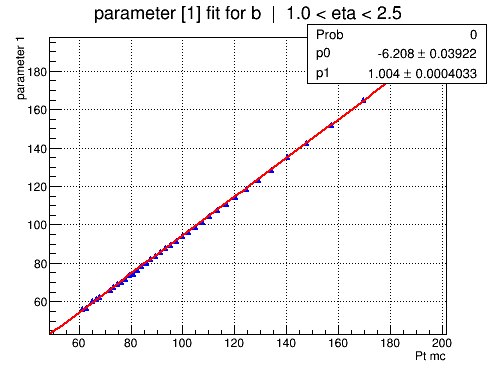 parameter [1] fit for b | 1.0 < eta < 2.5
Prob 0
p0 -6.208 ± 0.03922
p1 1.004 ± 0.0004033
parameter 1
180
160
140
120
100
80
60
60 80 100 120 140 160 180 200
Pt mc